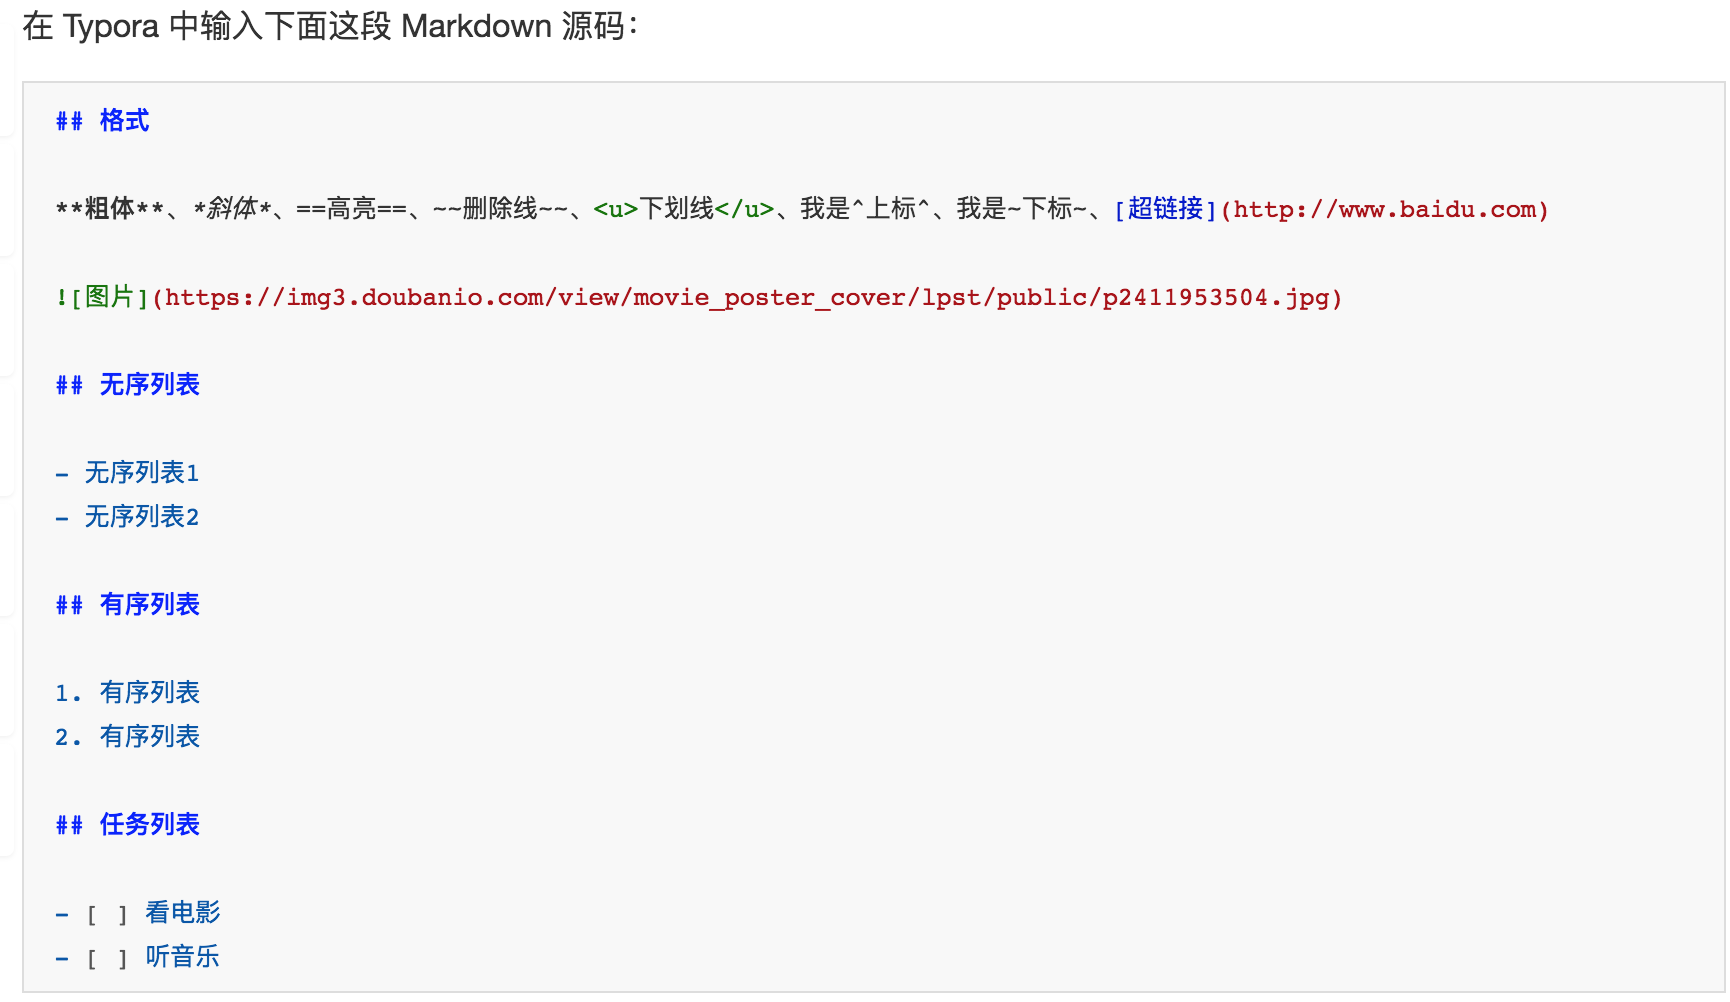 在 Typora 中输入下面这段 Markdown 源码：
## 格式
**粗体**、*斜体*、==高亮==、~~删除线~~、<u>下划线</u>、我是^上标^、我是~下标~、[超链接](http://www.baidu.com)
![图片](https://img3.doubanio.com/view/movie_poster_cover/lpst/public/p2411953504.jpg)
## 无序列表
- 无序列表1
- 无序列表2
## 有序列表
1. 有序列表
2. 有序列表
## 任务列表
- [ ] 看电影
- [ ] 听音乐